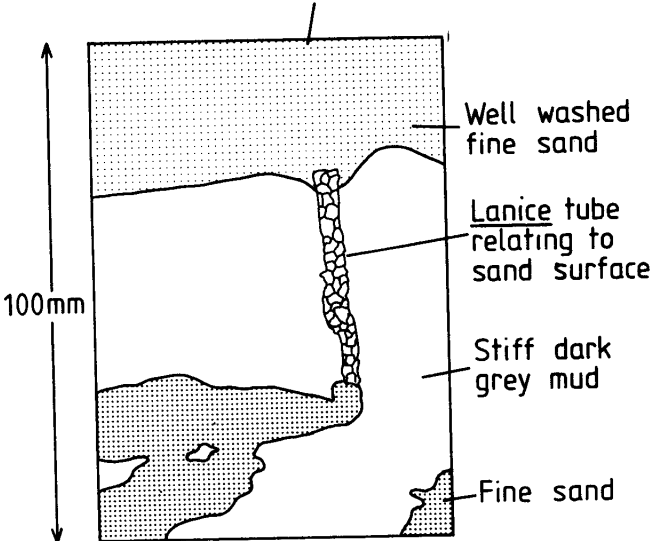 Well washed
fine sand
Lanice tube
relating to
sand surface
100mm
Stiff dark
grey mud
Fine sand